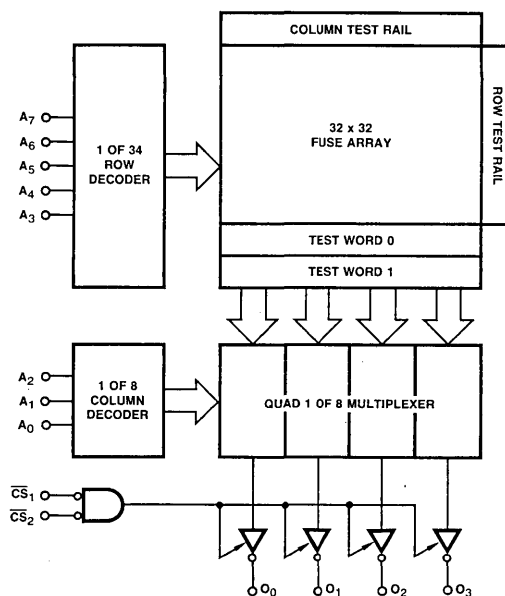 COLUMN TEST RAIL
ROW TEST RAIL
32 x 32
FUSE ARRAY
A7
A6
A5
A4
A3
1 OF 34
ROW
DECODER
TEST WORD 0
TEST WORD 1
A2
A1
A0
1 OF 8
COLUMN
DECODER
QUAD 1 OF 8 MULTIPLEXER
CS1
CS2
O0
O1
O2
O3